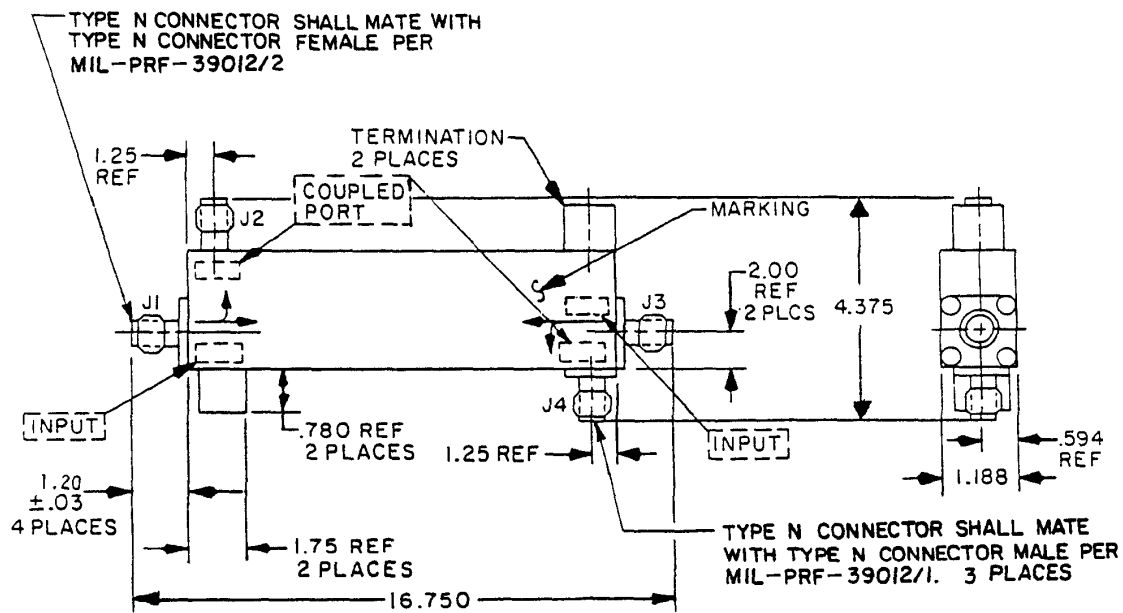 TYPE N CONNECTOR SHALL MATE WITH
TYPE N CONNECTOR FEMALE PER
MIL-PRF-39012/2
1.25
REF
TERMINATION
2 PLACES
COUPLED
PORT
J2
MARKING
J1
J3
2.00
REF
2 PLCS
4.375
INPUT
.780 REF
2 PLACES
J4
1.25 REF
INPUT
.594
REF
1.188
1.20
±.03
4 PLACES
1.75 REF
2 PLACES
TYPE N CONNECTOR SHALL MATE
WITH TYPE N CONNECTOR MALE PER
MIL-PRF-39012/1. 3 PLACES
16.750